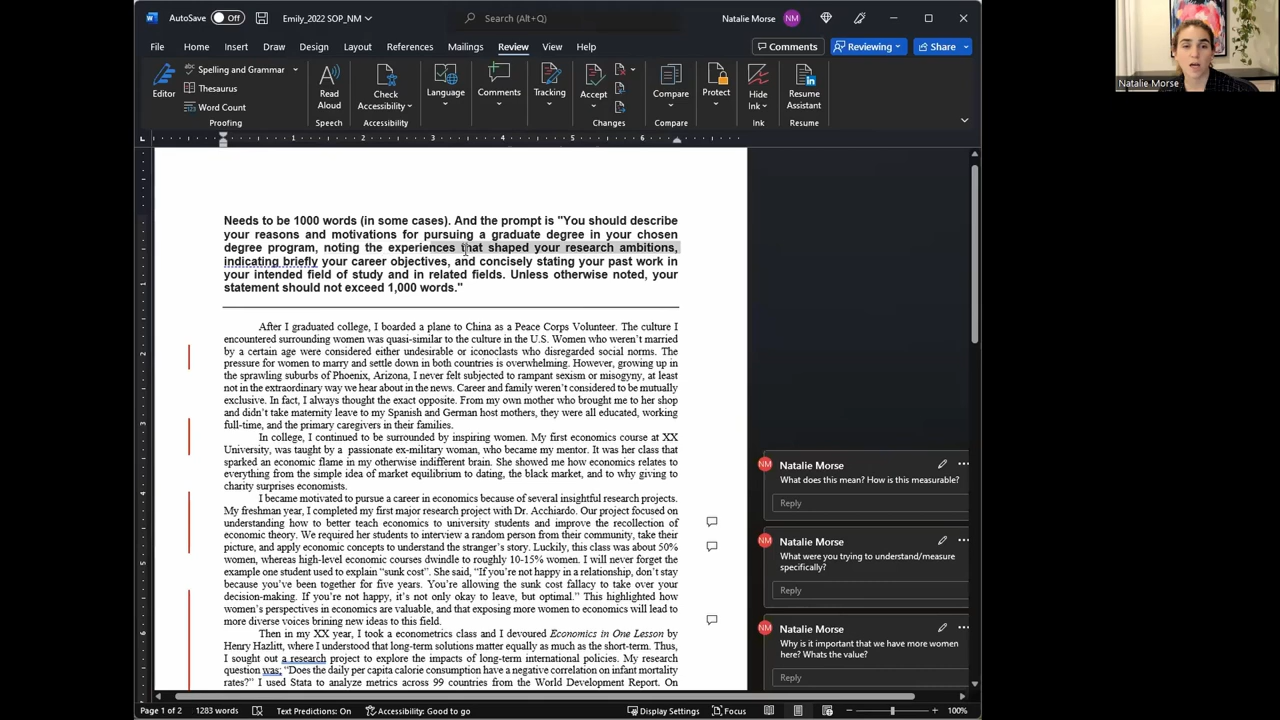 AutoSave Off Emily_2022 SOP_NM Search (Alt+Q) Natalie Morse NM
File Home Insert Draw Design Layout References Mailings Review View Help Comments Reviewing Share
Editor
Spelling and Grammar
Thesaurus
Word Count
Proofing
Read Aloud
Speech
Check Accessibility
Accessibility
Language
Comments
Tracking
Accept
Changes
Compare
Compare
Protect
Hide Ink
Ink
Resume Assistant
Resume
1 2 3 4 5 6
Needs to be 1000 words (in some cases). And the prompt is "You should describe
your reasons and motivations for pursuing a graduate degree in your chosen
degree program, noting the experiences that shaped your research ambitions,
indicating briefly your career objectives, and concisely stating your past work in
your intended field of study and in related fields. Unless otherwise noted, your
statement should not exceed 1,000 words."
After I graduated college, I boarded a plane to China as a Peace Corps Volunteer. The culture I
encountered surrounding women was quasi-similar to the culture in the U.S. Women who weren't married
by a certain age were considered either undesirable or iconoclasts who disregarded social norms. The
pressure for women to marry and settle down in both countries is overwhelming. However, growing up in
the sprawling suburbs of Phoenix, Arizona, I never felt subjected to rampant sexism or misogyny, at least
not in the extraordinary way we hear about in the news. Career and family weren't considered to be mutually
exclusive. In fact, I always thought the exact opposite. From my own mother who brought me to her shop
and didn't take maternity leave to my Spanish and German host mothers, they were all educated, working
full-time, and the primary caregivers in their families.
In college, I continued to be surrounded by inspiring women. My first economics course at XX
University, was taught by a passionate ex-military woman, who became my mentor. It was her class that
sparked an economic flame in my otherwise indifferent brain. She showed me how economics relates to
everything from the simple idea of market equilibrium to dating, the black market, and to why giving to
charity surprises economists.
I became motivated to pursue a career in economics because of several insightful research projects.
My freshman year, I completed my first major research project with Dr. Acchiardo. Our project focused on
understanding how to better teach economics to university students and improve the recollection of
economic theory. We required her students to interview a random person from their community, take their
picture, and apply economic concepts to understand the stranger's story. Luckily, this class was about 50%
women, whereas high-level economic courses dwindle to roughly 10-15% women. I will never forget the
example one student used to explain "sunk cost". She said, "If you're not happy in a relationship, don't stay
because you've been together for five years. You're allowing the sunk cost fallacy to take over your
decision-making. If you're not happy, it's not only okay to leave, but optimal." This highlighted how
women's perspectives in economics are valuable, and that exposing more women to economics will lead to
more diverse voices brining new ideas to this field.
Then in my XX year, I took a econometrics class and I devoured Economics in One Lesson by
Henry Hazlitt, where I understood that long-term solutions matter equally as much as the short-term. Thus,
I sought out a research project to explore the impacts of long-term international policies. My research
question was; "Does the daily per capita calorie consumption have a negative correlation on infant mortality
rates?" I used Stata to analyze metrics across 99 countries from the World Development Report. On
NM Natalie Morse
What does this mean? How is this measurable?
Reply
NM Natalie Morse
What were you trying to understand/measure
specifically?
Reply
NM Natalie Morse
Why is it important that we have more women
here? Whats the value?
Reply
Page 1 of 2 1283 words Text Predictions: On Accessibility: Good to go Display Settings Focus 100%
Natalie Morse